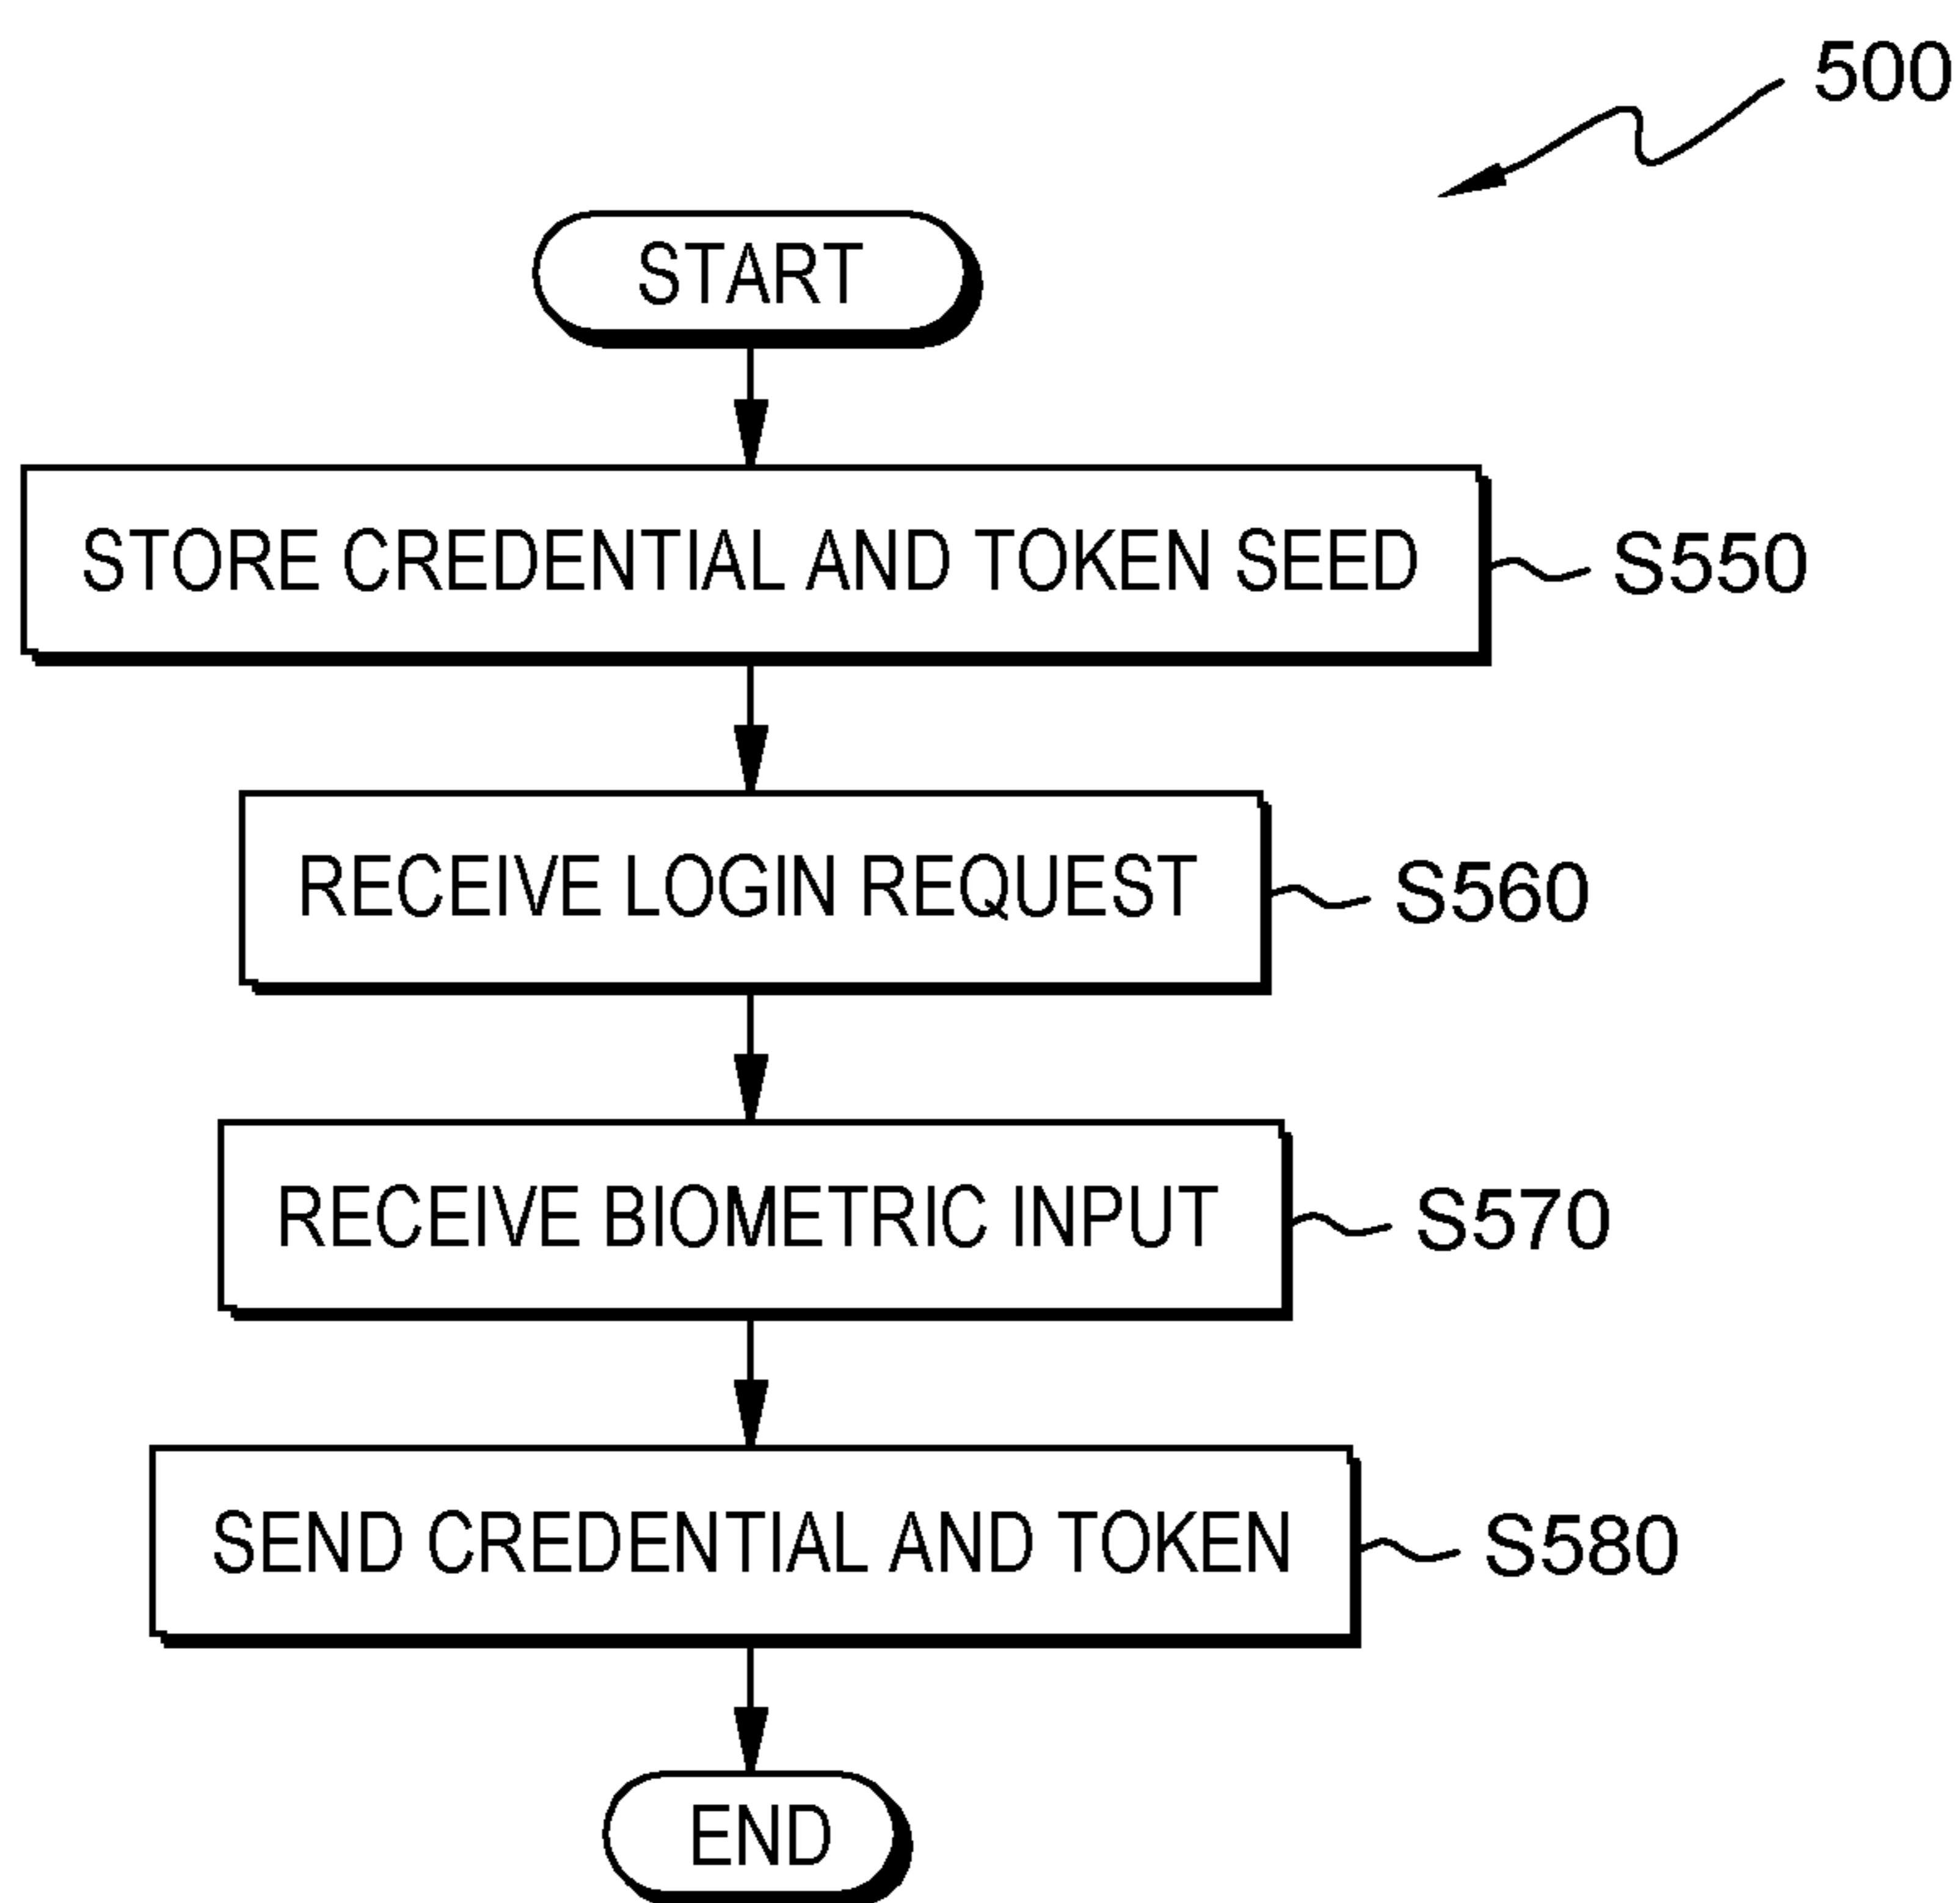 500
START
STORE CREDENTIAL AND TOKEN SEED
S550
RECEIVE LOGIN REQUEST
S560
RECEIVE BIOMETRIC INPUT
S570
SEND CREDENTIAL AND TOKEN
S580
END